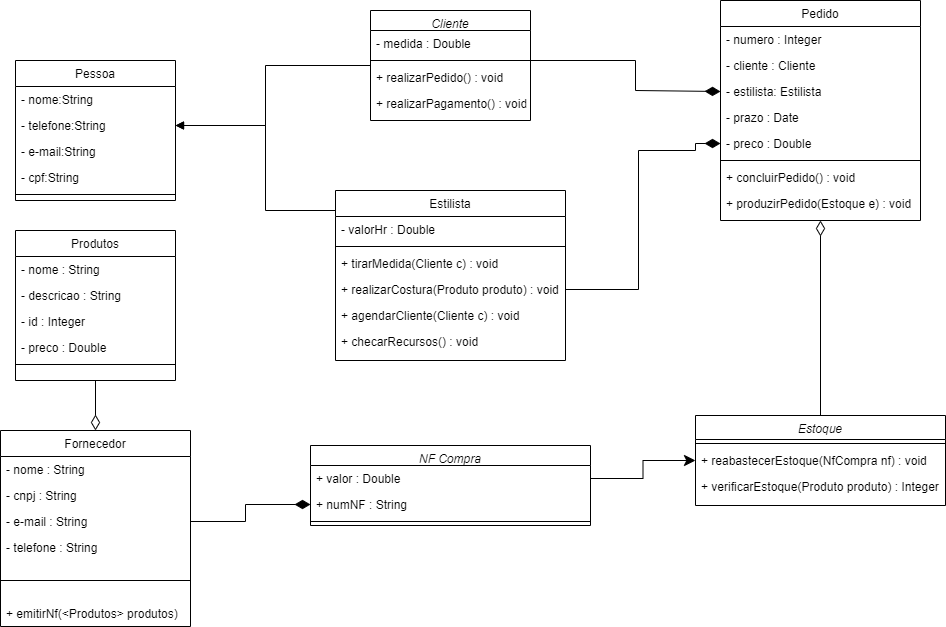 Pessoa
- nome:String
- telefone:String
- e-mail:String
- cpf:String
Cliente
- medida : Double
+ realizarPedido() : void
+ realizarPagamento() : void
Pedido
- numero : Integer
- cliente : Cliente
- estilista: Estilista
- prazo : Date
- preco : Double
+ concluirPedido() : void
+ produzirPedido(Estoque e) : void
Estilista
- valorHr : Double
+ tirarMedida(Cliente c) : void
+ realizarCostura(Produto produto) : void
+ agendarCliente(Cliente c) : void
+ checarRecursos() : void
Produtos
- nome : String
- descricao : String
- id : Integer
- preco : Double
Fornecedor
- nome : String
- cnpj : String
- e-mail : String
- telefone : String
+ emitirNf(<Produtos> produtos)
NF Compra
+ valor : Double
+ numNF : String
Estoque
+ reabastecerEstoque(NfCompra nf) : void
+ verificarEstoque(Produto produto) : Integer